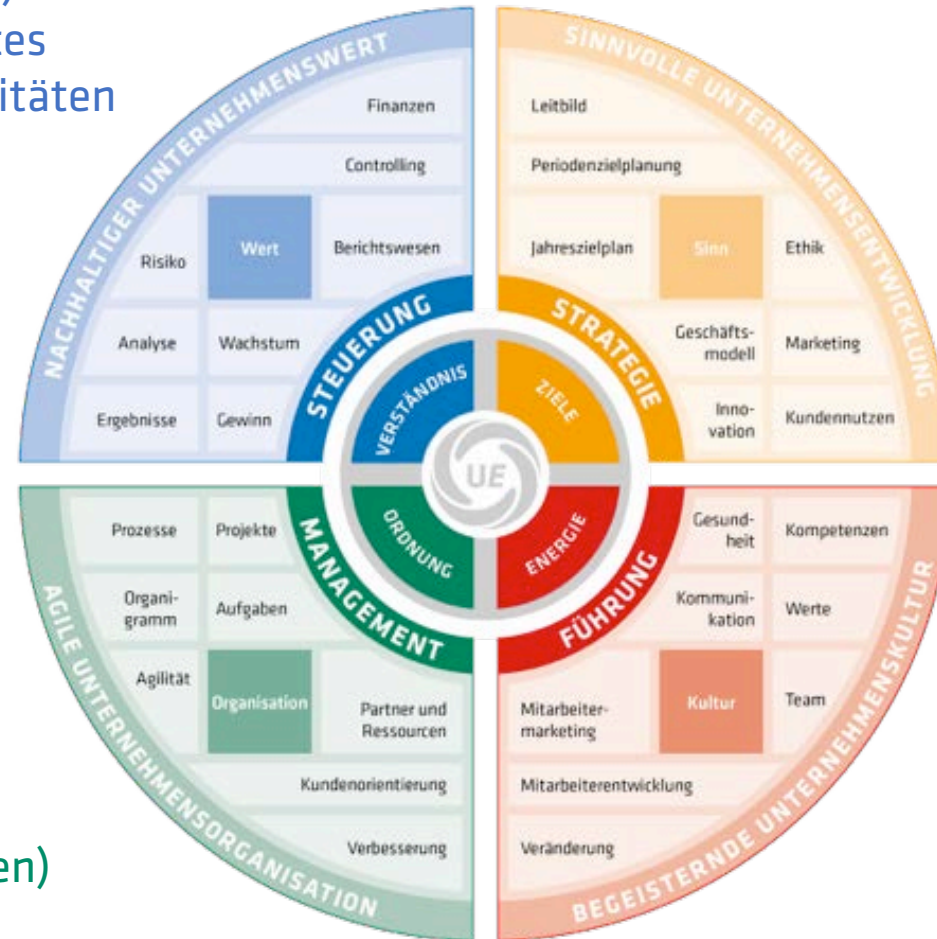 es
itäten
NACHHALTIGER UNTERNEHMENSWERT
Finanzen
Controlling
Risiko
Wert
Berichtswesen
Analyse
Wachstum
Ergebnisse
Gewinn
STEUERUNG
VERSTÄNDNIS
SINNVOLLE UNTERNEHMENSENTWICKLUNG
Leitbild
Periodenzielplanung
Jahreszielplan
Sinn
Ethik
Geschäfts-
modell
Marketing
Inno-
vation
Kundennutzen
STRATEGIE
ZIELE
UE
Prozesse
Projekte
Organi-
gramm
Aufgaben
Agilität
Organisation
Partner und
Ressourcen
Kundenorientierung
Verbesserung
MANAGEMENT
ORDNUNG
AGILE UNTERNEHMENSORGANISATION
Gesund-
heit
Kompetenzen
Kommuni-
kation
Werte
Mitarbeiter-
marketing
Kultur
Team
Mitarbeiterentwicklung
Veränderung
FÜHRUNG
ENERGIE
BEGEISTERNDE UNTERNEHMENSKULTUR
en)